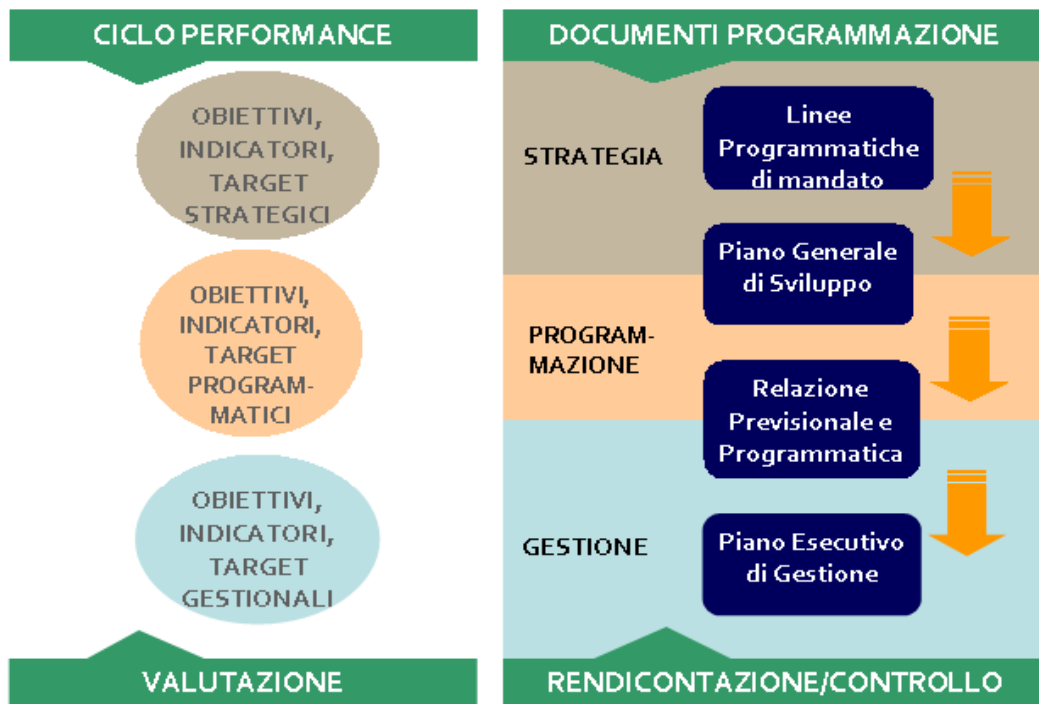 CICLO PERFORMANCE
OBIETTIVI,
INDICATORI,
TARGET
STRATEGICI
OBIETTIVI,
INDICATORI,
TARGET
PROGRAM-
MATICI
OBIETTIVI,
INDICATORI,
TARGET
GESTIONALI
VALUTAZIONE
DOCUMENTI PROGRAMMAZIONE
STRATEGIA
Linee
Programmatiche
di mandato
Piano Generale
di Sviluppo
PROGRAM-
MAZIONE
Relazione
Previsionale e
Programmatica
GESTIONE
Piano Esecutivo
di Gestione
RENDICONTAZIONE/CONTROLLO